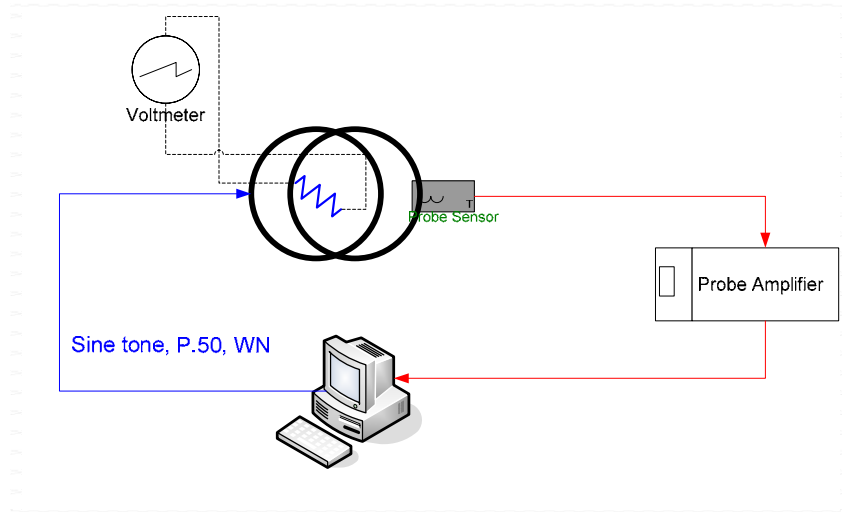 Voltmeter
T
Probe Sensor
Probe Amplifier
Sine tone, P.50, WN